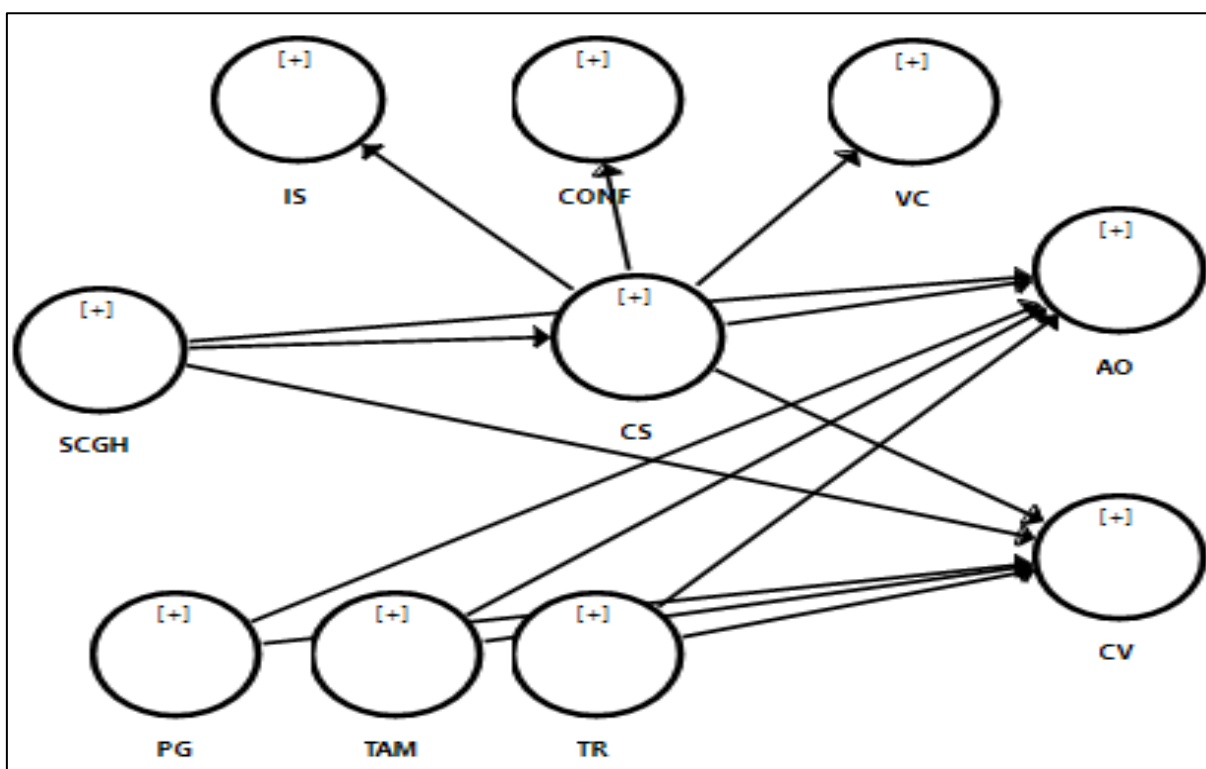 [+] [+] [+]
IS CONF VC
[+]
AO
[+] [+]
SCGH CS
[+]
CV
[+] [+] [+]
PG TAM TR